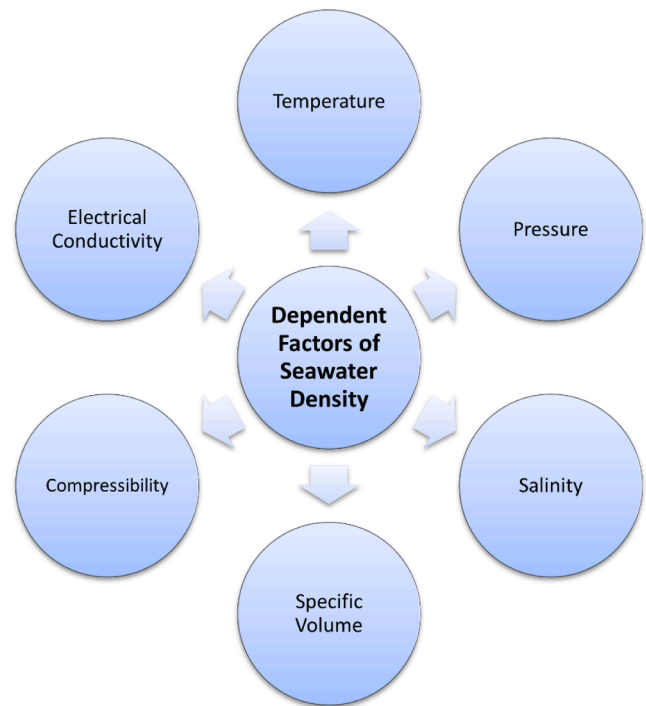 Temperature
Electrical
Conductivity
Pressure
Dependent
Factors of
Seawater
Density
Compressibility
Salinity
Specific
Volume